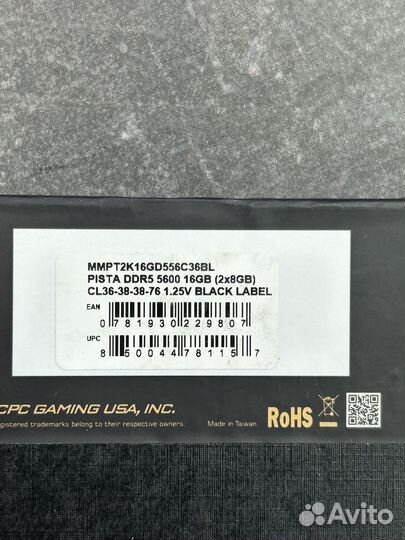 MMPT2K16GD556C36BL
PISTA DDR5 5600 16GB (2x8GB)
CL36-38-38-76 1.25V BLACK LABEL
EAN
0 781930 229807
UPC
8 50044 78115 7
CPC GAMING USA, INC.
gistered trademarks belong to their respective owners.
Made in Taiwan
RoHS
Avito